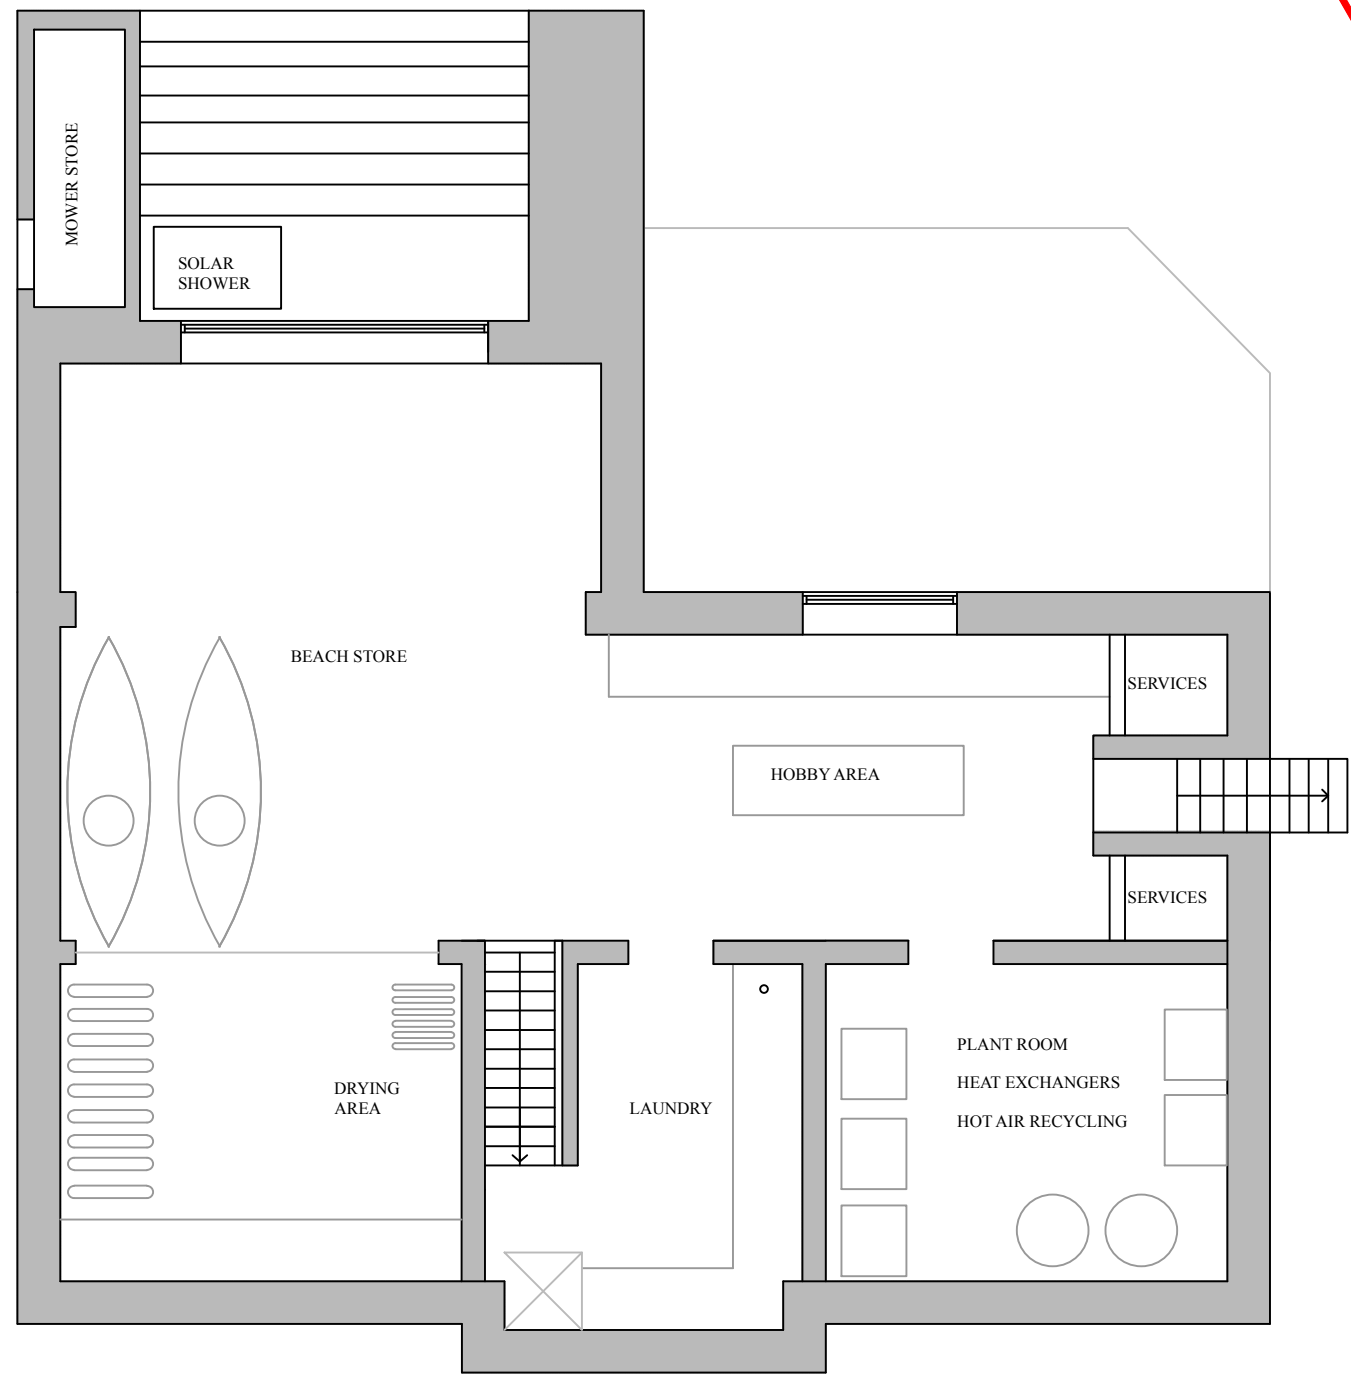 MOWER STORE
SOLAR
SHOWER
BEACH STORE
SERVICES
HOBBY AREA
SERVICES
DRYING
AREA
LAUNDRY
PLANT ROOM
HEAT EXCHANGERS
HOT AIR RECYCLING